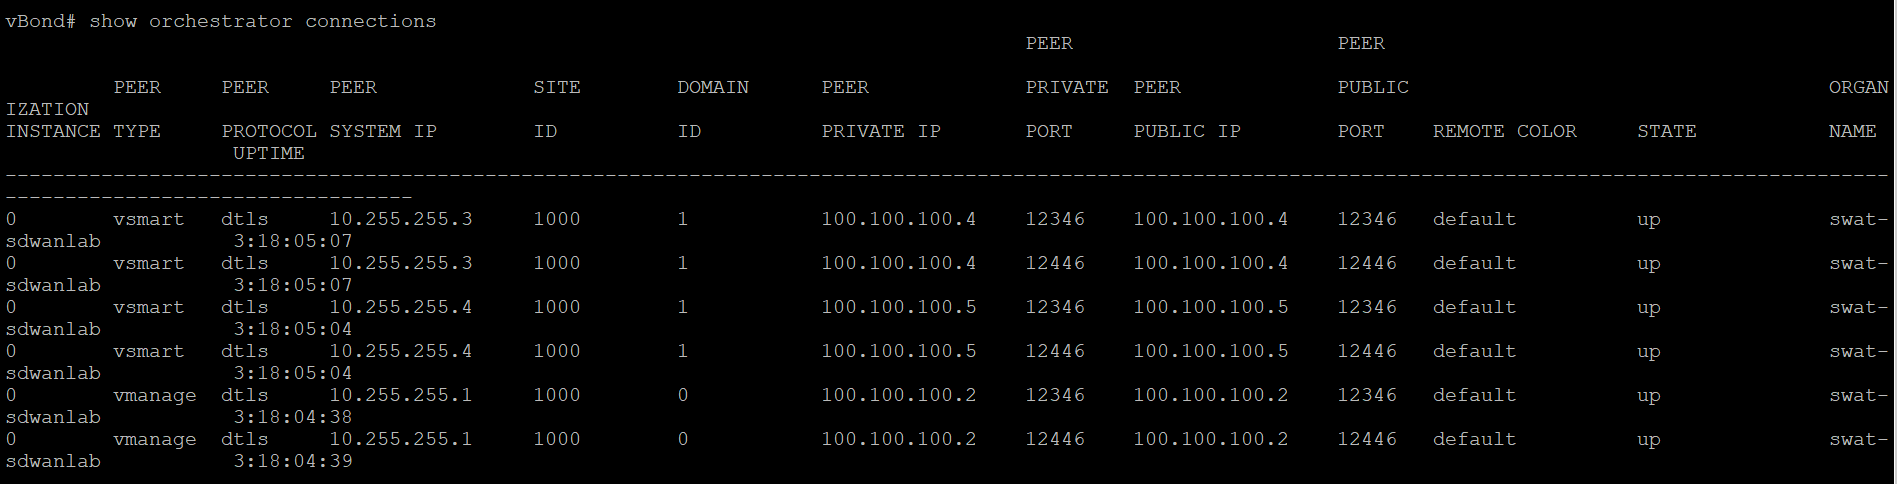 vBond# show orchestrator connections
PEER PEER
PEER PEER PEER SITE DOMAIN PEER PRIVATE PEER PUBLIC ORGAN
IZATION
INSTANCE TYPE PROTOCOL SYSTEM IP ID ID PRIVATE IP PORT PUBLIC IP PORT REMOTE COLOR STATE NAME
UPTIME
-------------------------------------------------------------------------------------------------------------------------------------------------------------
----------------------------------
0 vsmart dtls 10.255.255.3 1000 1 100.100.100.4 12346 100.100.100.4 12346 default up swat-
sdwanlab 3:18:05:07
0 vsmart dtls 10.255.255.3 1000 1 100.100.100.4 12446 100.100.100.4 12446 default up swat-
sdwanlab 3:18:05:07
0 vsmart dtls 10.255.255.4 1000 1 100.100.100.5 12346 100.100.100.5 12346 default up swat-
sdwanlab 3:18:05:04
0 vsmart dtls 10.255.255.4 1000 1 100.100.100.5 12446 100.100.100.5 12446 default up swat-
sdwanlab 3:18:05:04
0 vmanage dtls 10.255.255.1 1000 0 100.100.100.2 12346 100.100.100.2 12346 default up swat-
sdwanlab 3:18:04:38
0 vmanage dtls 10.255.255.1 1000 0 100.100.100.2 12446 100.100.100.2 12446 default up swat-
sdwanlab 3:18:04:39